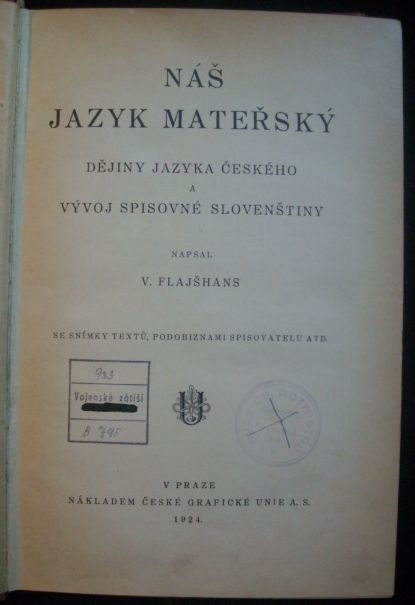 NÁŠ
JAZYK MATEŘSKÝ
DĚJINY JAZYKA ČESKÉHO
A
VÝVOJ SPISOVNÉ SLOVENŠTINY
NAPSAL
V. FLAJŠHANS
SE SNÍMKY TEXTŮ, PODOBIZNAMI SPISOVATELU ATD.
933
Vojenské zátiší
B 795
U
V PRAZE
NÁKLADEM ČESKÉ GRAFICKÉ UNIE A. S.
1924.